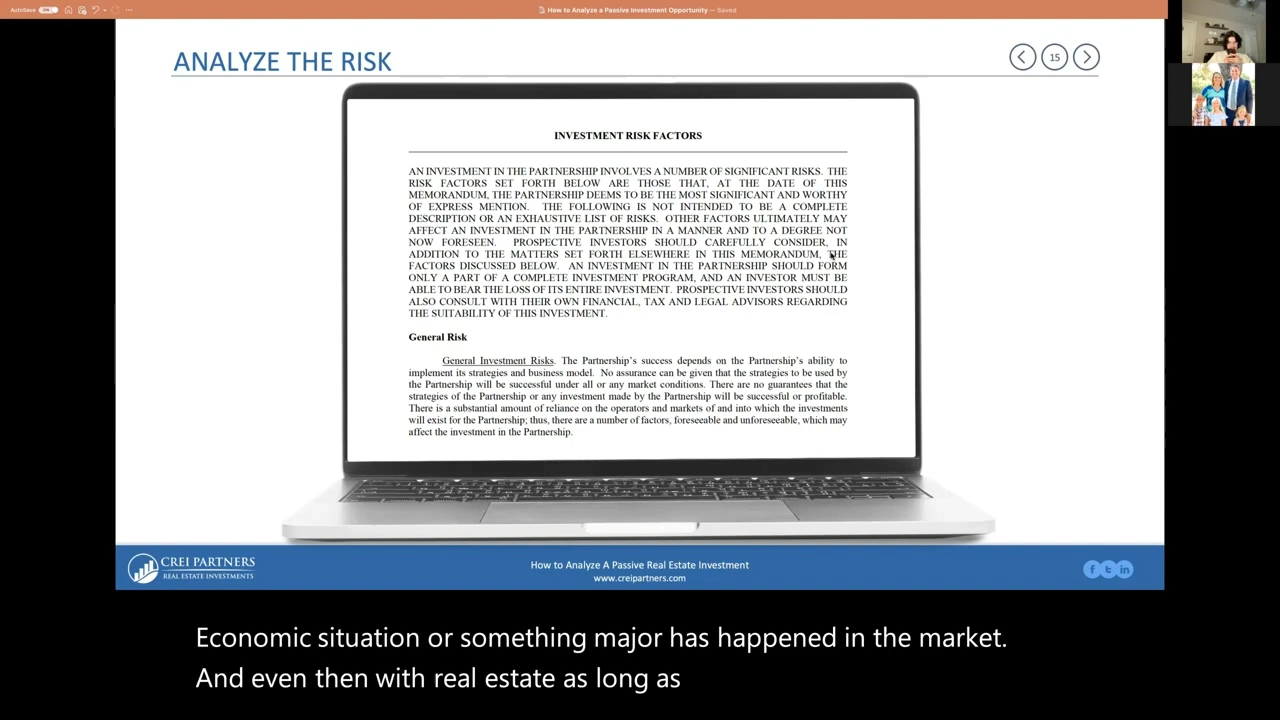 AutoSave ON
How to Analyze a Passive Investment Opportunity — Saved
ANALYZE THE RISK
15
INVESTMENT RISK FACTORS
AN INVESTMENT IN THE PARTNERSHIP INVOLVES A NUMBER OF SIGNIFICANT RISKS. THE
RISK FACTORS SET FORTH BELOW ARE THOSE THAT, AT THE DATE OF THIS
MEMORANDUM, THE PARTNERSHIP DEEMS TO BE THE MOST SIGNIFICANT AND WORTHY
OF EXPRESS MENTION. THE FOLLOWING IS NOT INTENDED TO BE A COMPLETE
DESCRIPTION OR AN EXHAUSTIVE LIST OF RISKS. OTHER FACTORS ULTIMATELY MAY
AFFECT AN INVESTMENT IN THE PARTNERSHIP IN A MANNER AND TO A DEGREE NOT
NOW FORESEEN. PROSPECTIVE INVESTORS SHOULD CAREFULLY CONSIDER, IN
ADDITION TO THE MATTERS SET FORTH ELSEWHERE IN THIS MEMORANDUM, THE
FACTORS DISCUSSED BELOW. AN INVESTMENT IN THE PARTNERSHIP SHOULD FORM
ONLY A PART OF A COMPLETE INVESTMENT PROGRAM, AND AN INVESTOR MUST BE
ABLE TO BEAR THE LOSS OF ITS ENTIRE INVESTMENT. PROSPECTIVE INVESTORS SHOULD
ALSO CONSULT WITH THEIR OWN FINANCIAL, TAX AND LEGAL ADVISORS REGARDING
THE SUITABILITY OF THIS INVESTMENT.
General Risk
General Investment Risks. The Partnership's success depends on the Partnership's ability to
implement its strategies and business model. No assurance can be given that the strategies to be used by
the Partnership will be successful under all or any market conditions. There are no guarantees that the
strategies of the Partnership or any investment made by the Partnership will be successful or profitable.
There is a substantial amount of reliance on the operators and markets of and into which the investments
will exist for the Partnership; thus, there are a number of factors, foreseeable and unforeseeable, which may
affect the investment in the Partnership.
CREI PARTNERS
REAL ESTATE INVESTMENTS
How to Analyze A Passive Real Estate Investment
www.creipartners.com
f t in
Economic situation or something major has happened in the market.
And even then with real estate as long as